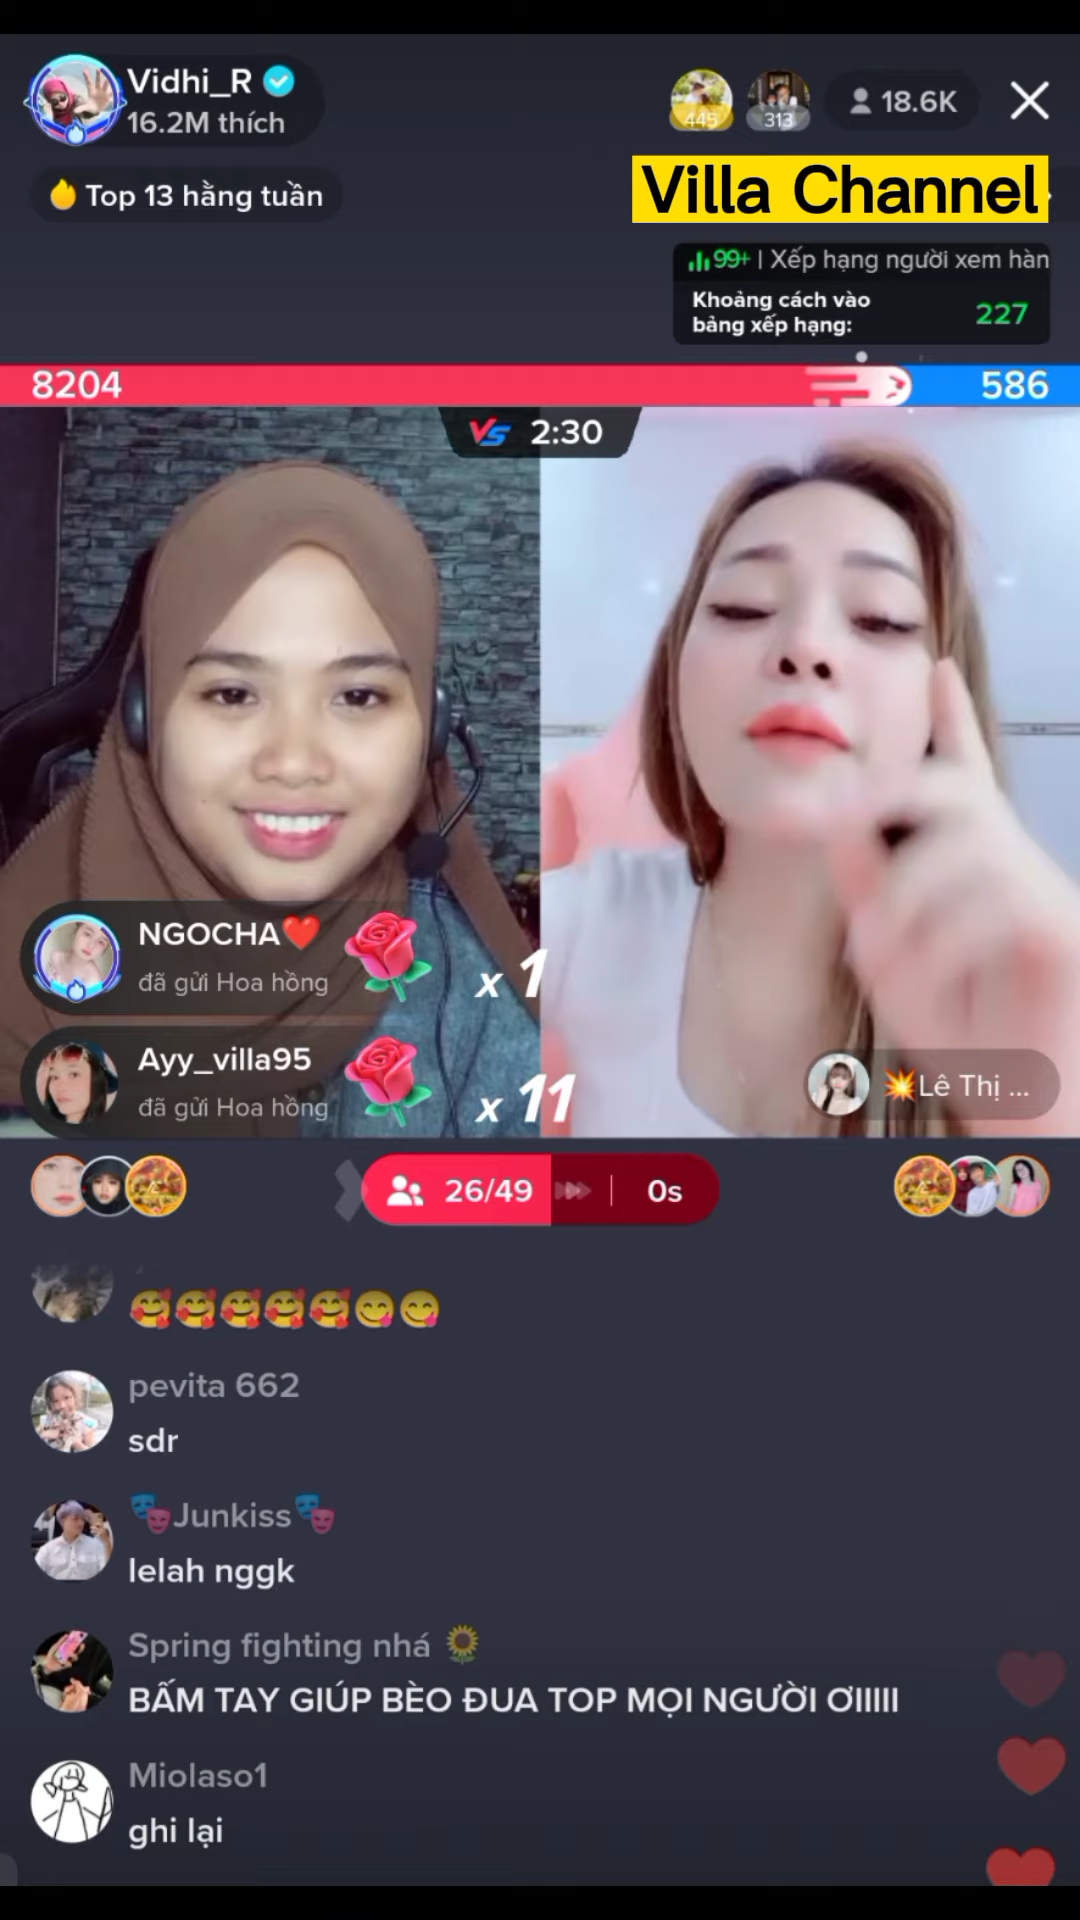 Vidhi_R
16.2M thích
445
313
18.6K
Top 13 hằng tuần
Villa Channel
99+ | Xếp hạng người xem hàn
Khoảng cách vào
bảng xếp hạng:
227
8204
586
VS 2:30
NGOCHA❤️
đã gửi Hoa hồng
x 1
Ayy_villa95
đã gửi Hoa hồng
x 11
💥Lê Thị ...
26/49
0s
🥰🥰🥰🥰🥰😋😋
pevita 662
sdr
🎭Junkiss🎭
lelah nggk
Spring fighting nhá 🌻
BẤM TAY GIÚP BÈO ĐUA TOP MỌI NGƯỜI ƠIIIII
Miolaso1
ghi lại